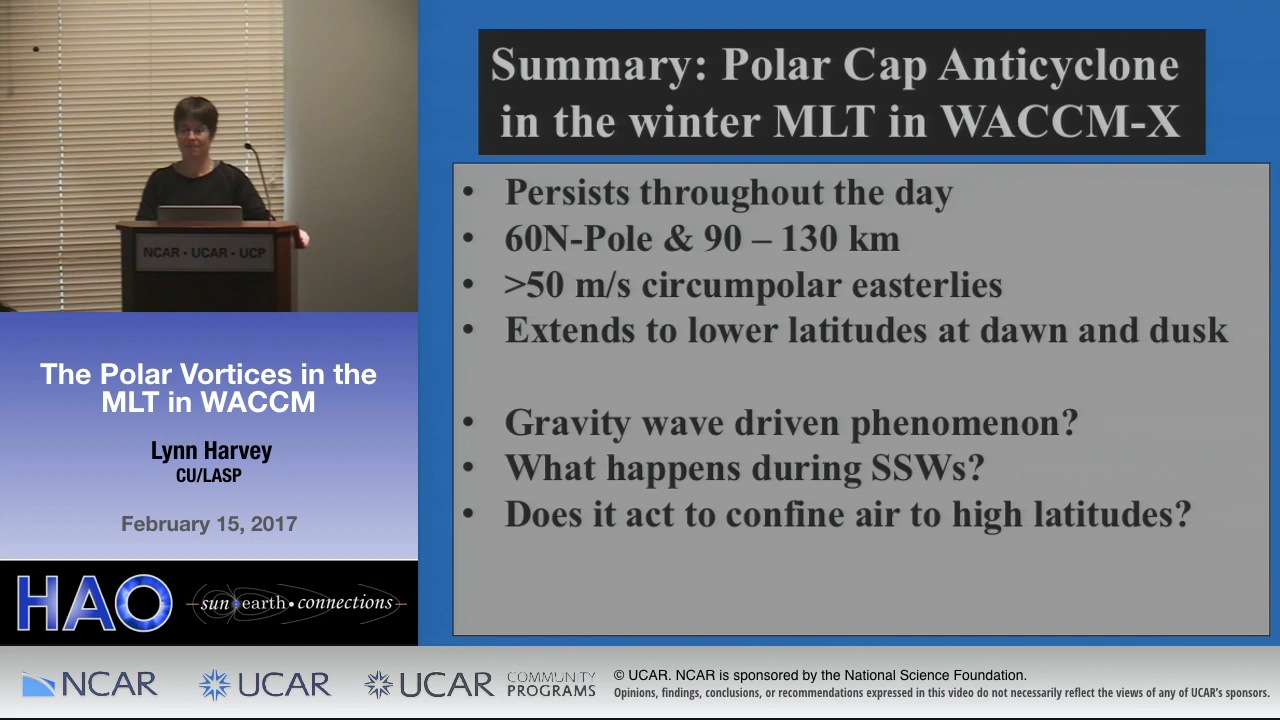 NCAR • UCAR • UCP
The Polar Vortices in the
MLT in WACCM
Lynn Harvey
CU/LASP
February 15, 2017
HAO
sun • earth • connections
Summary: Polar Cap Anticyclone
in the winter MLT in WACCM-X
• Persists throughout the day
• 60N-Pole & 90 – 130 km
• >50 m/s circumpolar easterlies
• Extends to lower latitudes at dawn and dusk
• Gravity wave driven phenomenon?
• What happens during SSWs?
• Does it act to confine air to high latitudes?
NCAR
UCAR
UCAR
COMMUNITY
PROGRAMS
© UCAR. NCAR is sponsored by the National Science Foundation.
Opinions, findings, conclusions, or recommendations expressed in this video do not necessarily reflect the views of any of UCAR's sponsors.